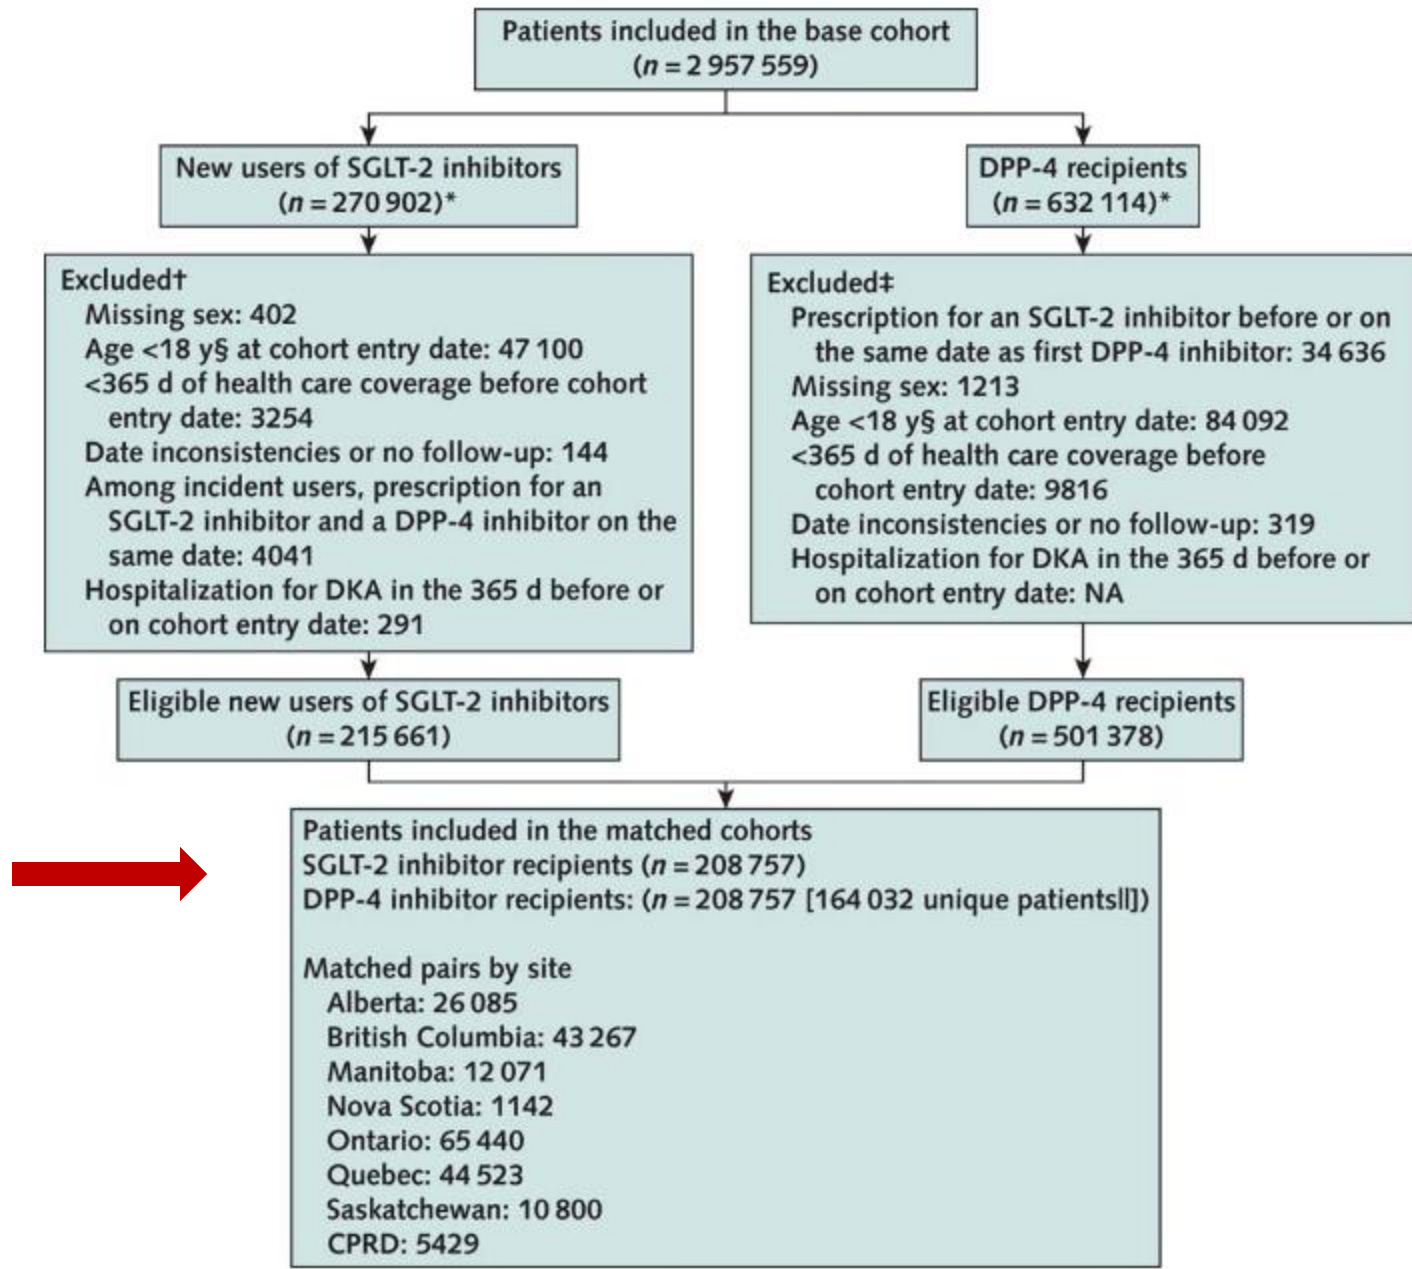 Patients included in the base cohort
(n = 2 957 559)
New users of SGLT-2 inhibitors
(n = 270 902)*
DPP-4 recipients
(n = 632 114)*
Excluded†
Missing sex: 402
Age <18 y§ at cohort entry date: 47 100
<365 d of health care coverage before cohort
entry date: 3254
Date inconsistencies or no follow-up: 144
Among incident users, prescription for an
SGLT-2 inhibitor and a DPP-4 inhibitor on the
same date: 4041
Hospitalization for DKA in the 365 d before or
on cohort entry date: 291
Excluded‡
Prescription for an SGLT-2 inhibitor before or on
the same date as first DPP-4 inhibitor: 34 636
Missing sex: 1213
Age <18 y§ at cohort entry date: 84 092
<365 d of health care coverage before
cohort entry date: 9816
Date inconsistencies or no follow-up: 319
Hospitalization for DKA in the 365 d before or
on cohort entry date: NA
Eligible new users of SGLT-2 inhibitors
(n = 215 661)
Eligible DPP-4 recipients
(n = 501 378)
Patients included in the matched cohorts
SGLT-2 inhibitor recipients (n = 208 757)
DPP-4 inhibitor recipients: (n = 208 757 [164 032 unique patients||])
Matched pairs by site
Alberta: 26 085
British Columbia: 43 267
Manitoba: 12 071
Nova Scotia: 1142
Ontario: 65 440
Quebec: 44 523
Saskatchewan: 10 800
CPRD: 5429